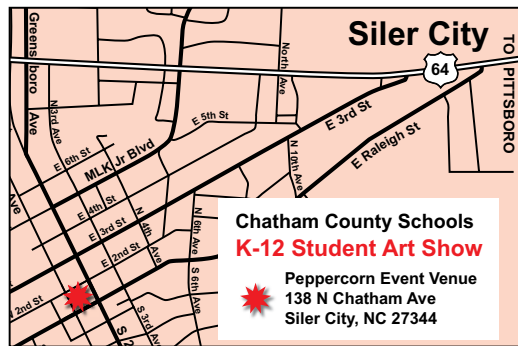 Siler City
Greensboro Ave
N 3rd Ave
North Ave
64
TO PITTSBORO
E 6th St
MLK Jr Blvd
E 5th St
E 3rd St
E Raleigh St
N 10th Ave
E 4th St
E 3rd St
E 2nd St
N 4th Ave
N 6th Ave
N 2nd St
S 6th Ave
S 3rd Ave
S 2
Chatham County Schools
K-12 Student Art Show
Peppercorn Event Venue
138 N Chatham Ave
Siler City, NC 27344